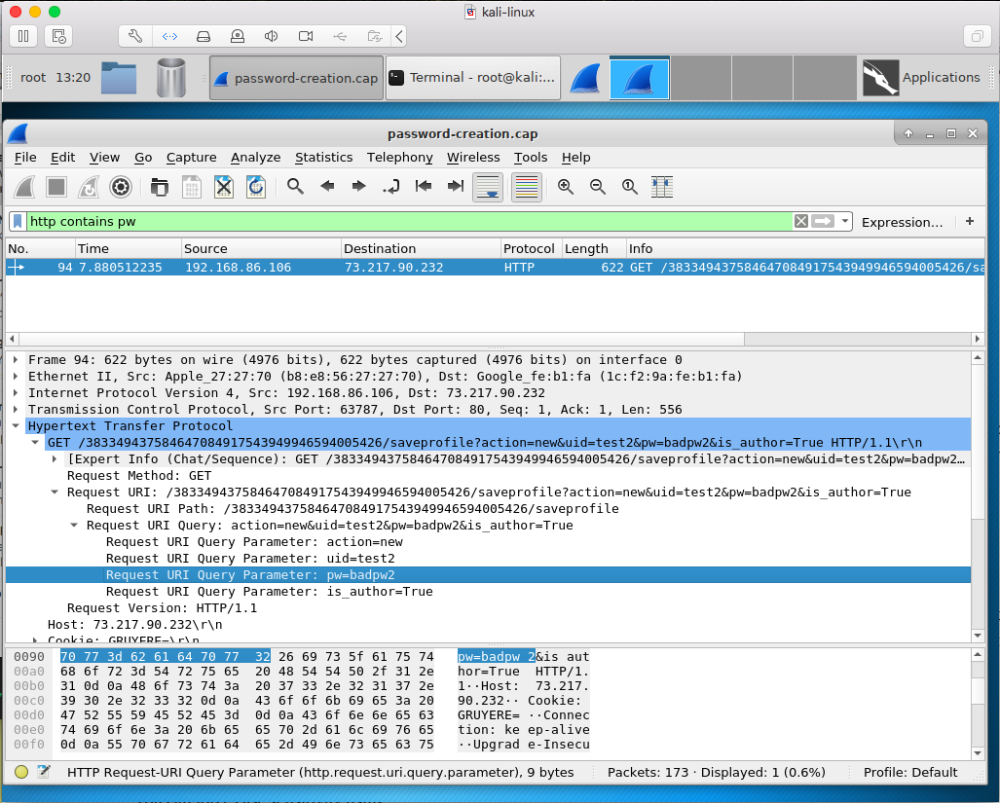 kali-linux
root 13:20 password-creation.cap Terminal - root@kali:... Applications
password-creation.cap
File Edit View Go Capture Analyze Statistics Telephony Wireless Tools Help
http contains pw Expression... +
No. Time Source Destination Protocol Length Info
94 7.880512235 192.168.86.106 73.217.90.232 HTTP 622 GET /383349437584647084917543949946594005426/sa
Frame 94: 622 bytes on wire (4976 bits), 622 bytes captured (4976 bits) on interface 0
Ethernet II, Src: Apple_27:27:70 (b8:e8:56:27:27:70), Dst: Google_fe:b1:fa (1c:f2:9a:fe:b1:fa)
Internet Protocol Version 4, Src: 192.168.86.106, Dst: 73.217.90.232
Transmission Control Protocol, Src Port: 63787, Dst Port: 80, Seq: 1, Ack: 1, Len: 556
Hypertext Transfer Protocol
GET /383349437584647084917543949946594005426/saveprofile?action=new&uid=test2&pw=badpw2&is_author=True HTTP/1.1\r\n
[Expert Info (Chat/Sequence): GET /383349437584647084917543949946594005426/saveprofile?action=new&uid=test2&pw=badpw2…
Request Method: GET
Request URI: /383349437584647084917543949946594005426/saveprofile?action=new&uid=test2&pw=badpw2&is_author=True
Request URI Path: /383349437584647084917543949946594005426/saveprofile
Request URI Query: action=new&uid=test2&pw=badpw2&is_author=True
Request URI Query Parameter: action=new
Request URI Query Parameter: uid=test2
Request URI Query Parameter: pw=badpw2
Request URI Query Parameter: is_author=True
Request Version: HTTP/1.1
Host: 73.217.90.232\r\n
Cookie: GRUYERE=\r\n
0090 70 77 3d 62 61 64 70 77 32 26 69 73 5f 61 75 74 pw=badpw 2&is aut
00a0 68 6f 72 3d 54 72 75 65 20 48 54 54 50 2f 31 2e hor=True HTTP/1.
00b0 31 0d 0a 48 6f 73 74 3a 20 37 33 2e 32 31 37 2e 1··Host: 73.217.
00c0 39 30 2e 32 33 32 0d 0a 43 6f 6f 6b 69 65 3a 20 90.232·· Cookie:
00d0 47 52 55 59 45 52 45 3d 0d 0a 43 6f 6e 6e 65 63 GRUYERE= ··Connec
00e0 74 69 6f 6e 3a 20 6b 65 65 70 2d 61 6c 69 76 65 tion: ke ep-alive
00f0 0d 0a 55 70 67 72 61 64 65 2d 49 6e 73 65 63 75 ··Upgrad e-Insecu
HTTP Request-URI Query Parameter (http.request.uri.query.parameter), 9 bytes Packets: 173 · Displayed: 1 (0.6%) Profile: Default